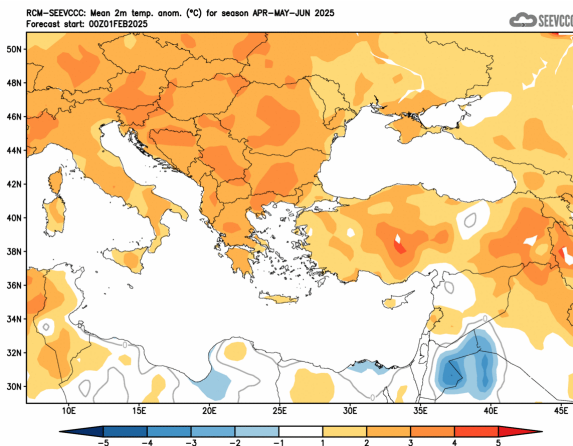 RCM-SEEVCCC: Mean 2m temp. anom. (°C) for season APR-MAY-JUN 2025
Forecast start: 00Z01FEB2025
SEEVCCC
50N
48N
46N
44N
42N
40N
38N
36N
34N
32N
30N
10E 15E 20E 25E 30E 35E 40E 45E
-5 -4 -3 -2 -1 1 2 3 4 5